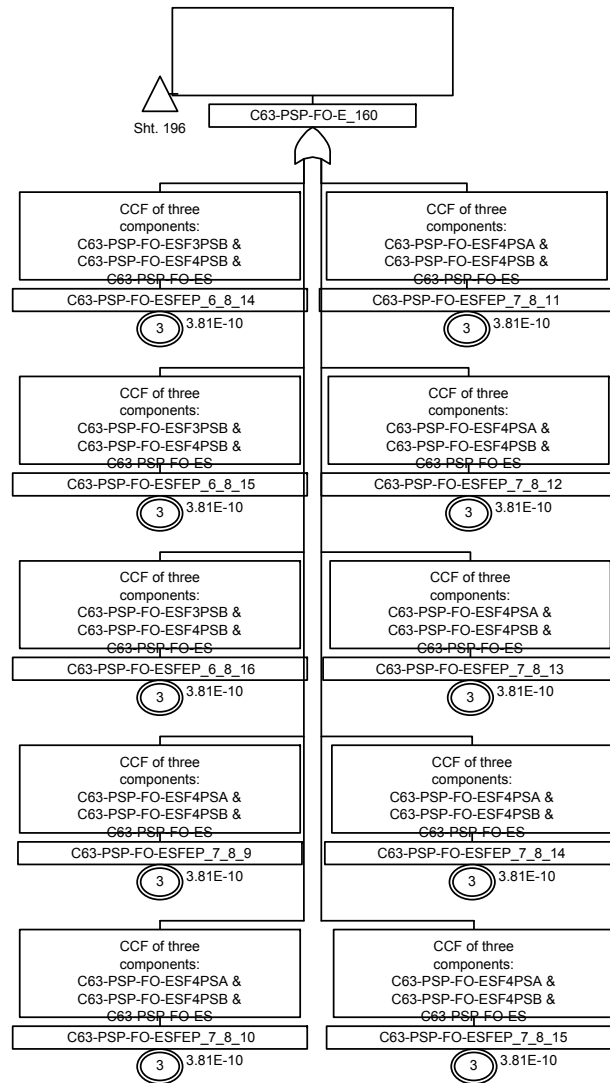 C63-PSP-FO-E_160
Sht. 196
CCF of three
components:
C63-PSP-FO-ESF3PSB &
C63-PSP-FO-ESF4PSB &
C63-PSP-FO-ES
C63-PSP-FO-ESFEP_6_8_14
3
3.81E-10
CCF of three
components:
C63-PSP-FO-ESF4PSA &
C63-PSP-FO-ESF4PSB &
C63-PSP-FO-ES
C63-PSP-FO-ESFEP_7_8_11
3
3.81E-10
CCF of three
components:
C63-PSP-FO-ESF3PSB &
C63-PSP-FO-ESF4PSB &
C63-PSP-FO-ES
C63-PSP-FO-ESFEP_6_8_15
3
3.81E-10
CCF of three
components:
C63-PSP-FO-ESF4PSA &
C63-PSP-FO-ESF4PSB &
C63-PSP-FO-ES
C63-PSP-FO-ESFEP_7_8_12
3
3.81E-10
CCF of three
components:
C63-PSP-FO-ESF3PSB &
C63-PSP-FO-ESF4PSB &
C63-PSP-FO-ES
C63-PSP-FO-ESFEP_6_8_16
3
3.81E-10
CCF of three
components:
C63-PSP-FO-ESF4PSA &
C63-PSP-FO-ESF4PSB &
C63-PSP-FO-ES
C63-PSP-FO-ESFEP_7_8_13
3
3.81E-10
CCF of three
components:
C63-PSP-FO-ESF4PSA &
C63-PSP-FO-ESF4PSB &
C63-PSP-FO-ES
C63-PSP-FO-ESFEP_7_8_9
3
3.81E-10
CCF of three
components:
C63-PSP-FO-ESF4PSA &
C63-PSP-FO-ESF4PSB &
C63-PSP-FO-ES
C63-PSP-FO-ESFEP_7_8_14
3
3.81E-10
CCF of three
components:
C63-PSP-FO-ESF4PSA &
C63-PSP-FO-ESF4PSB &
C63-PSP-FO-ES
C63-PSP-FO-ESFEP_7_8_10
3
3.81E-10
CCF of three
components:
C63-PSP-FO-ESF4PSA &
C63-PSP-FO-ESF4PSB &
C63-PSP-FO-ES
C63-PSP-FO-ESFEP_7_8_15
3
3.81E-10